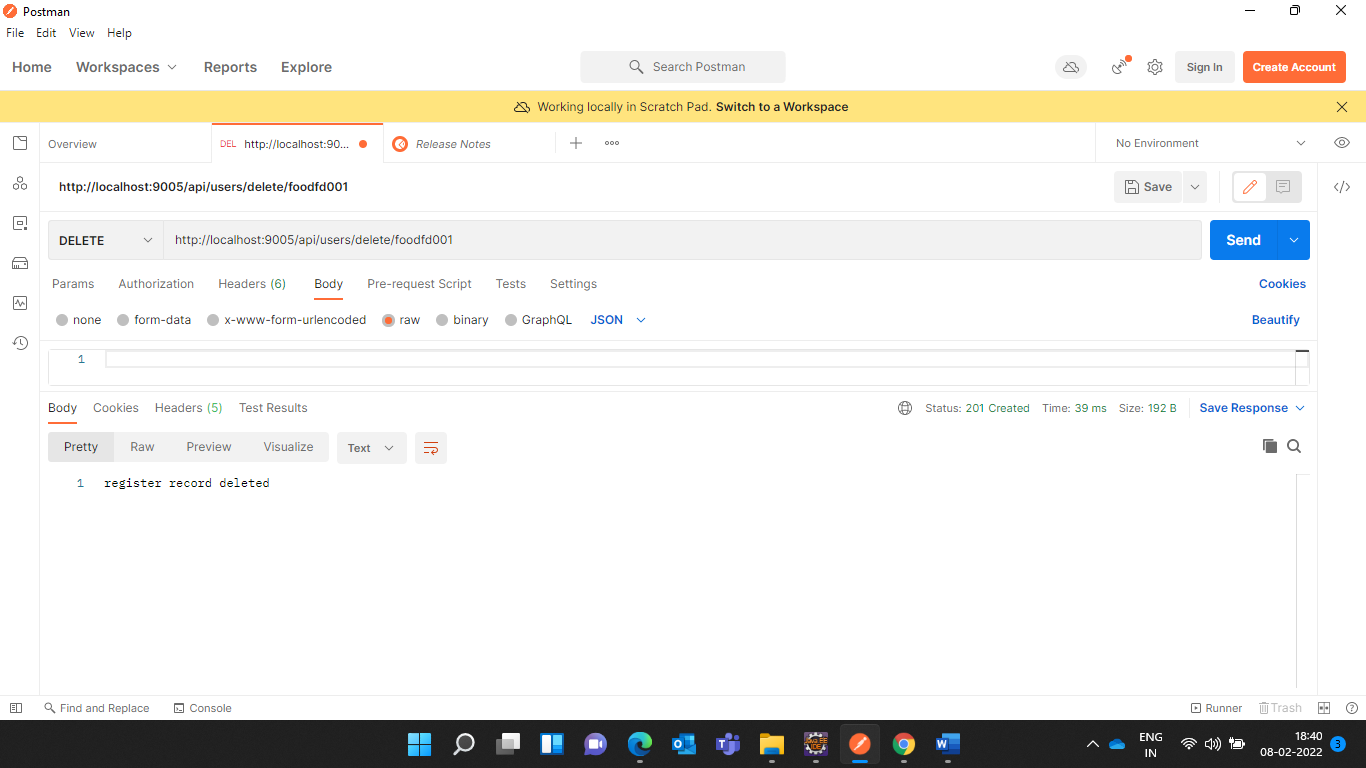 Postman
File Edit View Help
Home Workspaces Reports Explore Search Postman Sign In Create Account
Working locally in Scratch Pad. Switch to a Workspace
Overview DEL http://localhost:90... Release Notes No Environment
http://localhost:9005/api/users/delete/foodfd001 Save
DELETE http://localhost:9005/api/users/delete/foodfd001 Send
Params Authorization Headers (6) Body Pre-request Script Tests Settings Cookies
none form-data x-www-form-urlencoded raw binary GraphQL JSON Beautify
1
Body Cookies Headers (5) Test Results Status: 201 Created Time: 39 ms Size: 192 B Save Response
Pretty Raw Preview Visualize Text
1 register record deleted
Find and Replace Console Runner Trash
ENG 18:40
IN 08-02-2022 3